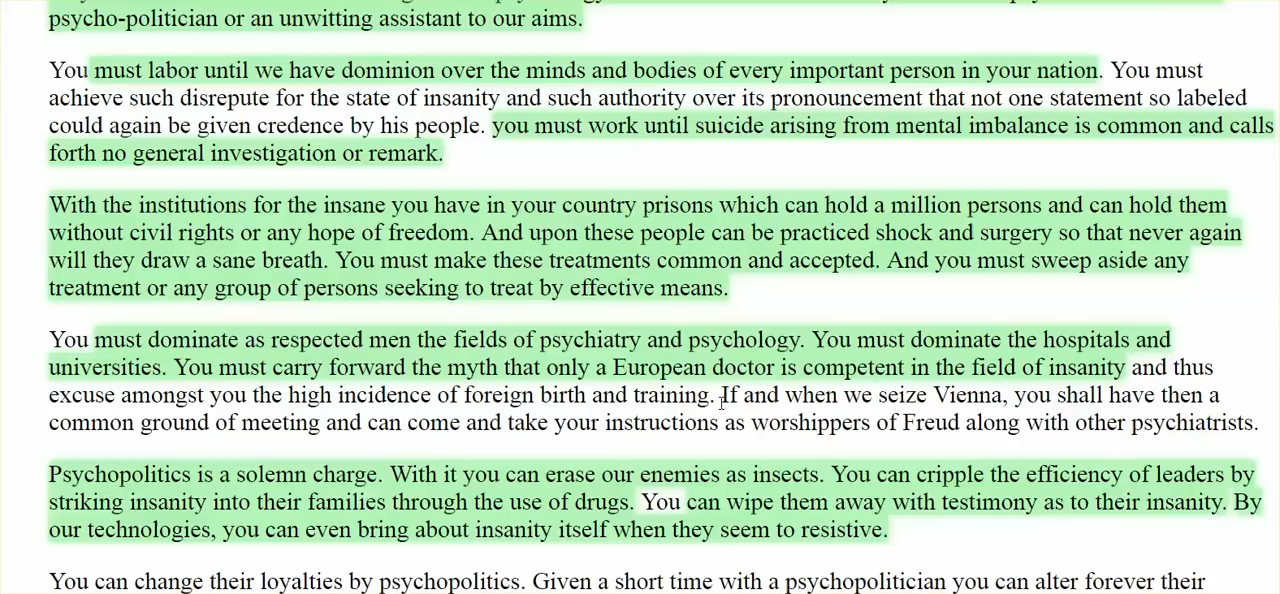 psycho-politician or an unwitting assistant to our aims.
You must labor until we have dominion over the minds and bodies of every important person in your nation. You must
achieve such disrepute for the state of insanity and such authority over its pronouncement that not one statement so labeled
could again be given credence by his people. you must work until suicide arising from mental imbalance is common and calls
forth no general investigation or remark.
With the institutions for the insane you have in your country prisons which can hold a million persons and can hold them
without civil rights or any hope of freedom. And upon these people can be practiced shock and surgery so that never again
will they draw a sane breath. You must make these treatments common and accepted. And you must sweep aside any
treatment or any group of persons seeking to treat by effective means.
You must dominate as respected men the fields of psychiatry and psychology. You must dominate the hospitals and
universities. You must carry forward the myth that only a European doctor is competent in the field of insanity and thus
excuse amongst you the high incidence of foreign birth and training. If and when we seize Vienna, you shall have then a
common ground of meeting and can come and take your instructions as worshippers of Freud along with other psychiatrists.
Psychopolitics is a solemn charge. With it you can erase our enemies as insects. You can cripple the efficiency of leaders by
striking insanity into their families through the use of drugs. You can wipe them away with testimony as to their insanity. By
our technologies, you can even bring about insanity itself when they seem to resistive.
You can change their loyalties by psychopolitics. Given a short time with a psychopolitician you can alter forever their